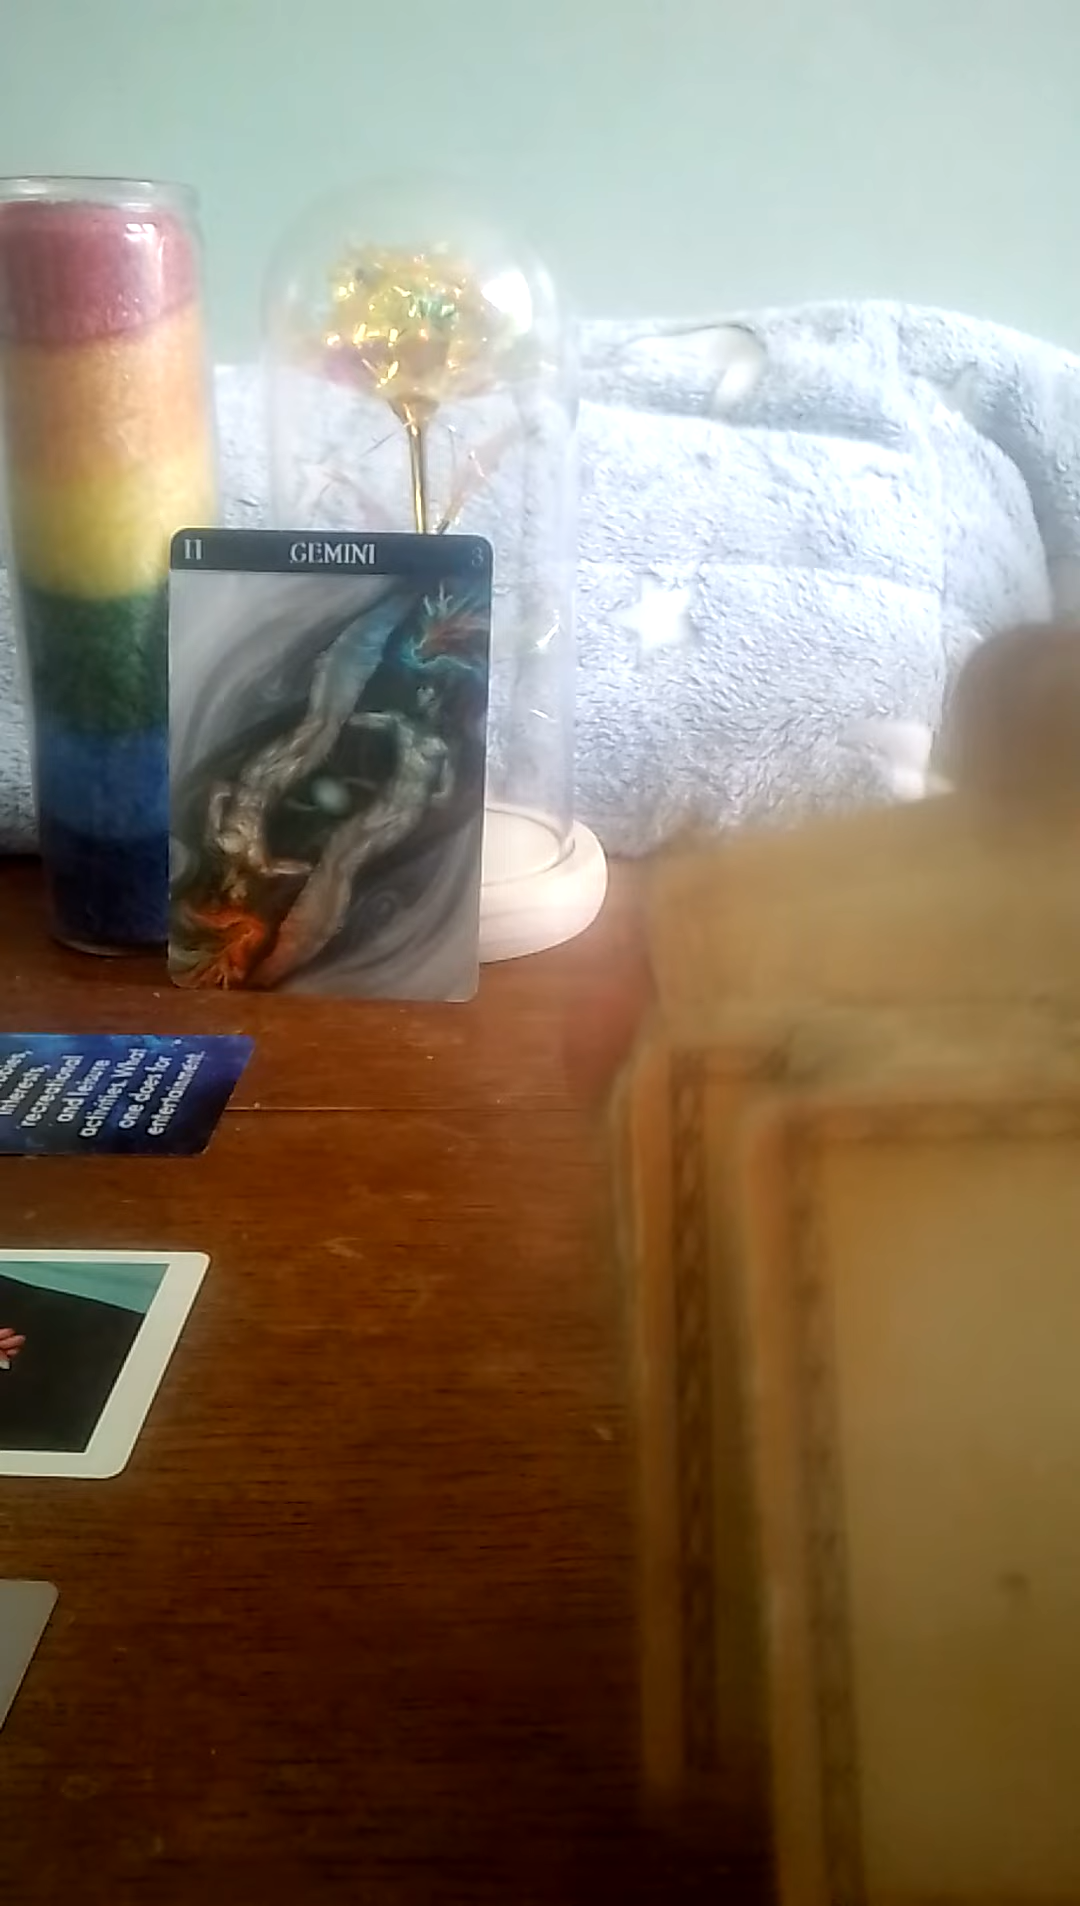 II GEMINI 3
interests,
recreational
and leisure
activities. What
one does for
entertainment.